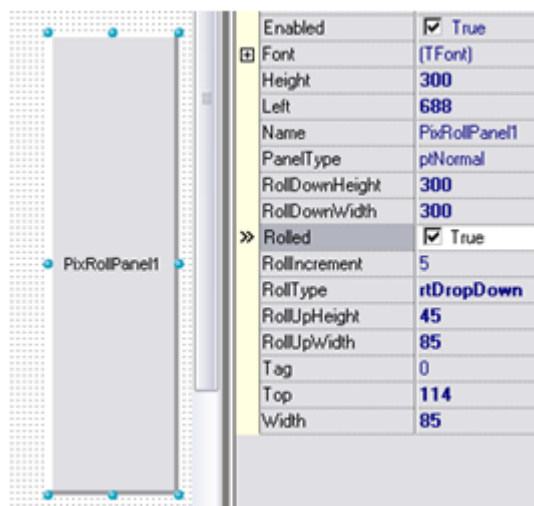 Enabled True
Font (TFont)
Height 300
Left 688
Name PixRollPanel1
PanelType ptNormal
RollDownHeight 300
RollDownWidth 300
Rolled True
RollIncrement 5
RollType rtDropDown
RollUpHeight 45
RollUpWidth 85
Tag 0
Top 114
Width 85
PixRollPanel1